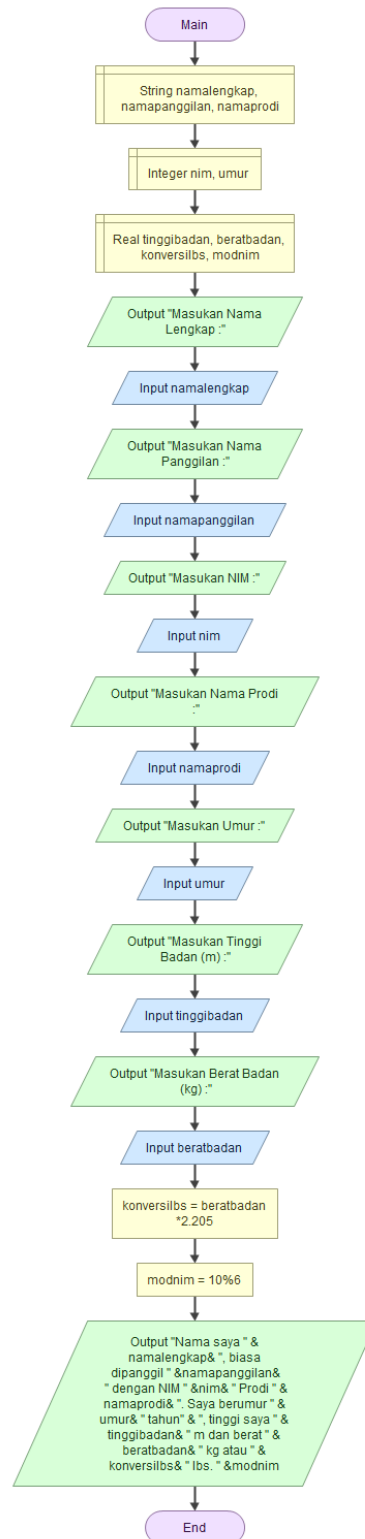 Main
String namalengkap,
namapanggilan, namaprodi
Integer nim, umur
Real tinggibadan, beratbadan,
konversilbs, modnim
Output "Masukan Nama
Lengkap :"
Input namalengkap
Output "Masukan Nama
Panggilan :"
Input namapanggilan
Output "Masukan NIM :"
Input nim
Output "Masukan Nama Prodi
:"
Input namaprodi
Output "Masukan Umur :"
Input umur
Output "Masukan Tinggi
Badan (m) :"
Input tinggibadan
Output "Masukan Berat Badan
(kg) :"
Input beratbadan
konversilbs = beratbadan
*2.205
modnim = 10%6
Output "Nama saya " &
namalengkap& ", biasa
dipanggil " &namapanggilan&
" dengan NIM " &nim& " Prodi " &
namaprodi& ". Saya berumur " &
umur& " tahun" & ", tinggi saya " &
tinggibadan& " m dan berat " &
beratbadan& " kg atau " &
konversilbs& " lbs. " &modnim
End